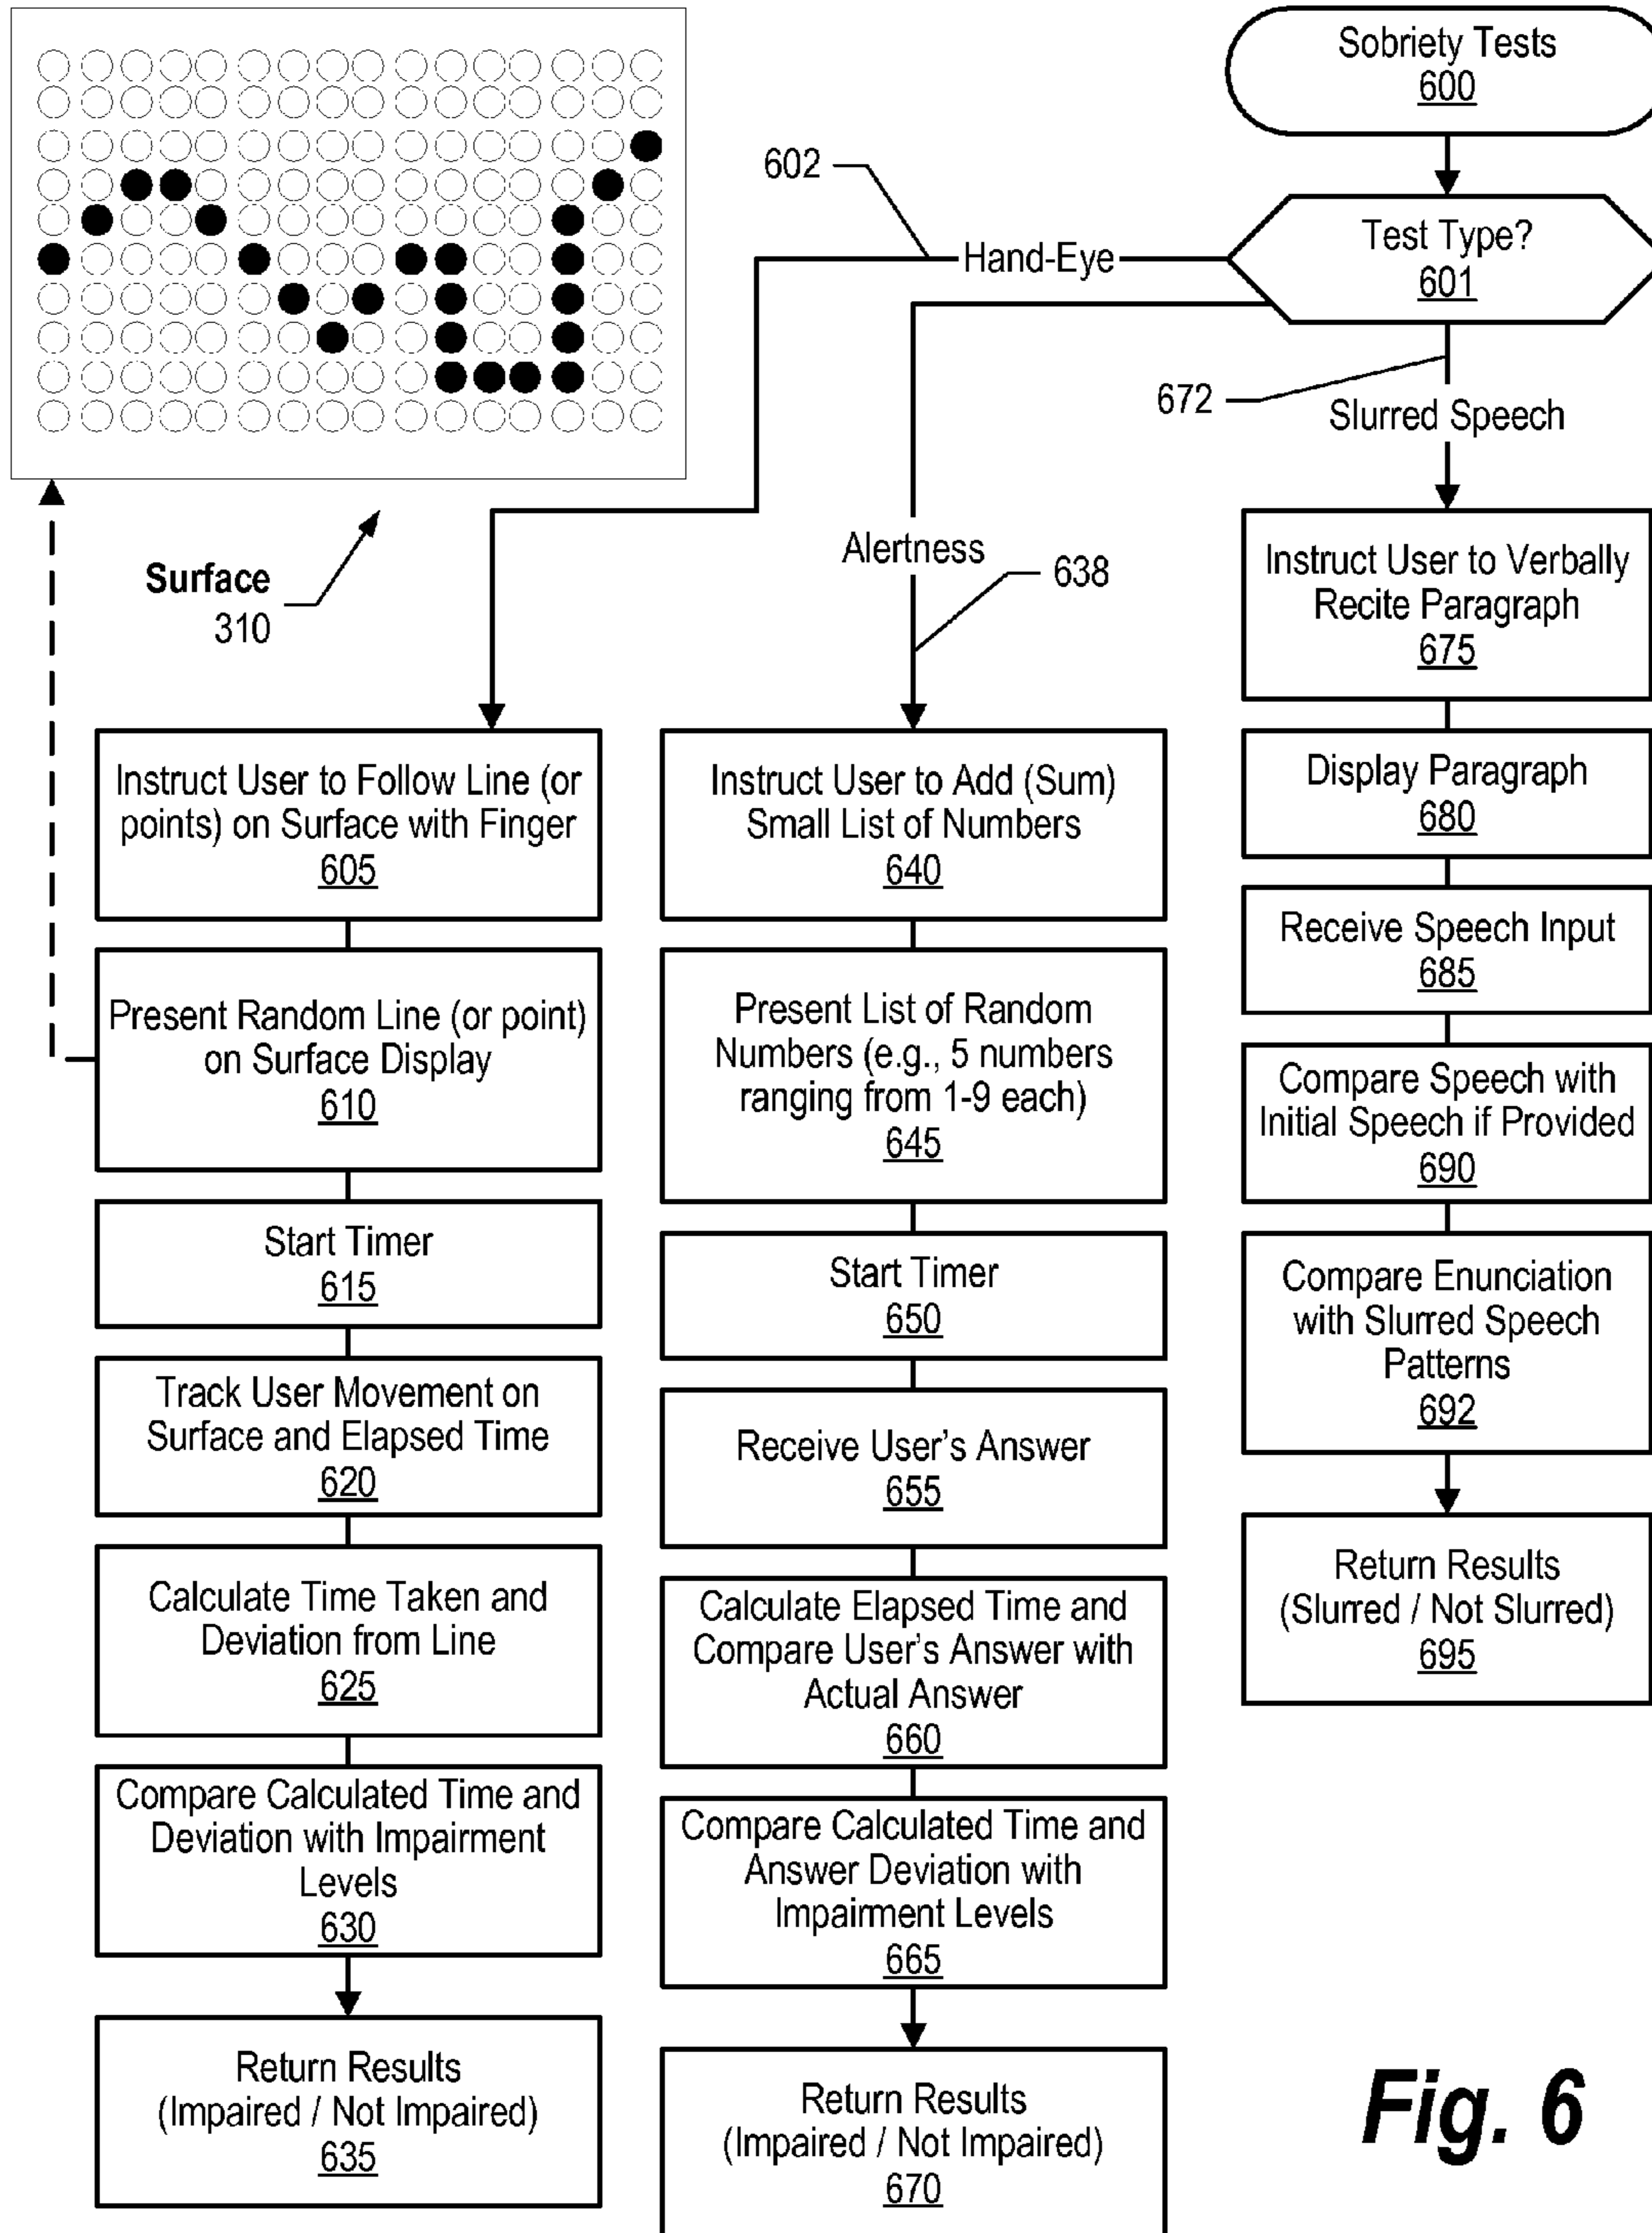 Sobriety Tests
600
602
Test Type?
601
Hand-Eye
672
Slurred Speech
Alertness
638
Surface
310
Instruct User to Follow Line (or
points) on Surface with Finger
605
Present Random Line (or point)
on Surface Display
610
Start Timer
615
Track User Movement on
Surface and Elapsed Time
620
Calculate Time Taken and
Deviation from Line
625
Compare Calculated Time and
Deviation with Impairment
Levels
630
Return Results
(Impaired / Not Impaired)
635
Instruct User to Add (Sum)
Small List of Numbers
640
Present List of Random
Numbers (e.g., 5 numbers
ranging from 1-9 each)
645
Start Timer
650
Receive User's Answer
655
Calculate Elapsed Time and
Compare User's Answer with
Actual Answer
660
Compare Calculated Time and
Answer Deviation with
Impairment Levels
665
Return Results
(Impaired / Not Impaired)
670
Instruct User to Verbally
Recite Paragraph
675
Display Paragraph
680
Receive Speech Input
685
Compare Speech with
Initial Speech if Provided
690
Compare Enunciation
with Slurred Speech
Patterns
692
Return Results
(Slurred / Not Slurred)
695
Fig. 6